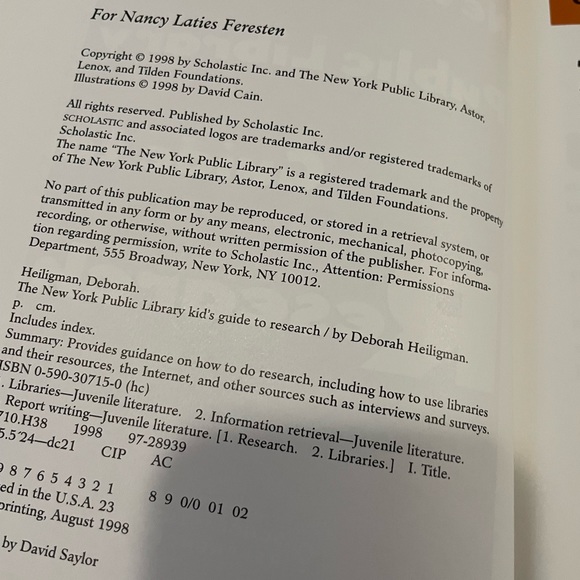 For Nancy Laties Feresten
Copyright © 1998 by Scholastic Inc. and The New York Public Library, Astor,
Lenox, and Tilden Foundations.
Illustrations © 1998 by David Cain.
All rights reserved. Published by Scholastic Inc.
SCHOLASTIC and associated logos are trademarks and/or registered trademarks of
Scholastic Inc.
The name "The New York Public Library" is a registered trademark and the property
of The New York Public Library, Astor, Lenox, and Tilden Foundations.
No part of this publication may be reproduced, or stored in a retrieval system, or
transmitted in any form or by any means, electronic, mechanical, photocopying,
recording, or otherwise, without written permission of the publisher. For informa-
tion regarding permission, write to Scholastic Inc., Attention: Permissions
Department, 555 Broadway, New York, NY 10012.
Heiligman, Deborah.
The New York Public Library kid's guide to research / by Deborah Heiligman.
p. cm.
Includes index.
Summary: Provides guidance on how to do research, including how to use libraries
and their resources, the Internet, and other sources such as interviews and surveys.
ISBN 0-590-30715-0 (hc)
. Libraries—Juvenile literature. 2. Information retrieval—Juvenile literature.
Report writing—Juvenile literature. [1. Research. 2. Libraries.] I. Title.
710.H38 1998 97-28939
5.5'24—dc21 CIP AC
9 8 7 6 5 4 3 2 1 8 9 0/0 01 02
ed in the U.S.A. 23
printing, August 1998
by David Saylor